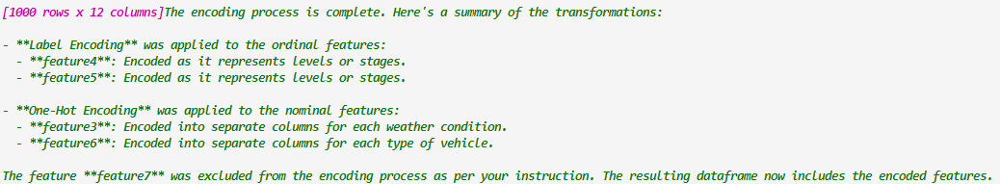 [1000 rows x 12 columns]The encoding process is complete. Here's a summary of the transformations:
- **Label Encoding** was applied to the ordinal features:
- **feature4**: Encoded as it represents levels or stages.
- **feature5**: Encoded as it represents levels or stages.
- **One-Hot Encoding** was applied to the nominal features:
- **feature3**: Encoded into separate columns for each weather condition.
- **feature6**: Encoded into separate columns for each type of vehicle.
The feature **feature7** was excluded from the encoding process as per your instruction. The resulting dataframe now includes the encoded features.